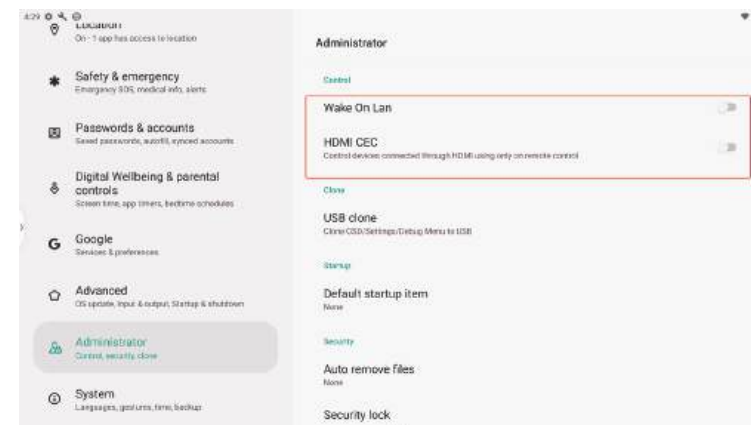 4:29
Location
On - 1 app has access to location
Safety & emergency
Emergency SOS, medical info, alerts
Passwords & accounts
Saved passwords, autofill, synced accounts
Digital Wellbeing & parental
controls
Screen time, app timers, bedtime schedules
Google
Services & preferences
Advanced
OS update, Input & output, Startup & shutdown
Administrator
Control, security, clone
System
Languages, gestures, time, backup
Administrator
Control
Wake On Lan
HDMI CEC
Control devices connected through HDMI using only on remote control
Clone
USB clone
Clone OSD/Settings/Debug Menu to USB
Startup
Default startup item
None
Security
Auto remove files
None
Security lock